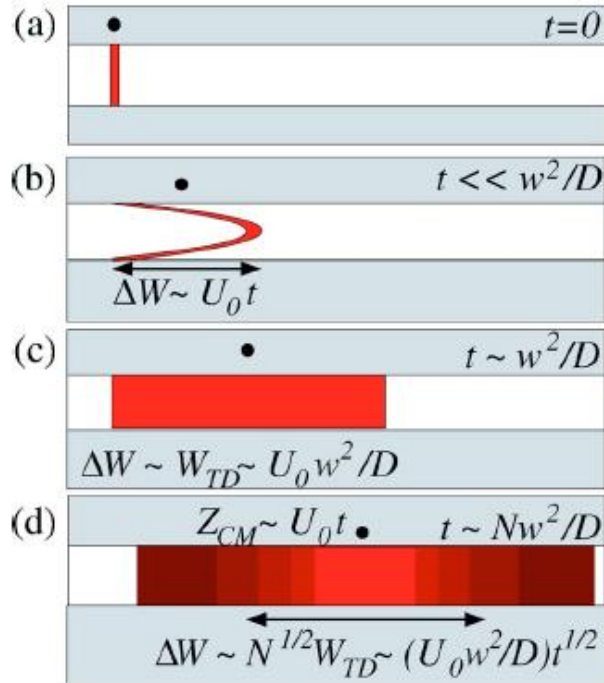 (a) t=0
(b) t << w²/D
ΔW ~ U₀t
(c) t ~ w²/D
ΔW ~ W_TD ~ U₀w²/D
(d) Z_CM ~ U₀t t ~ Nw²/D
ΔW ~ N^1/2 W_TD ~ (U₀w²/D)t^1/2